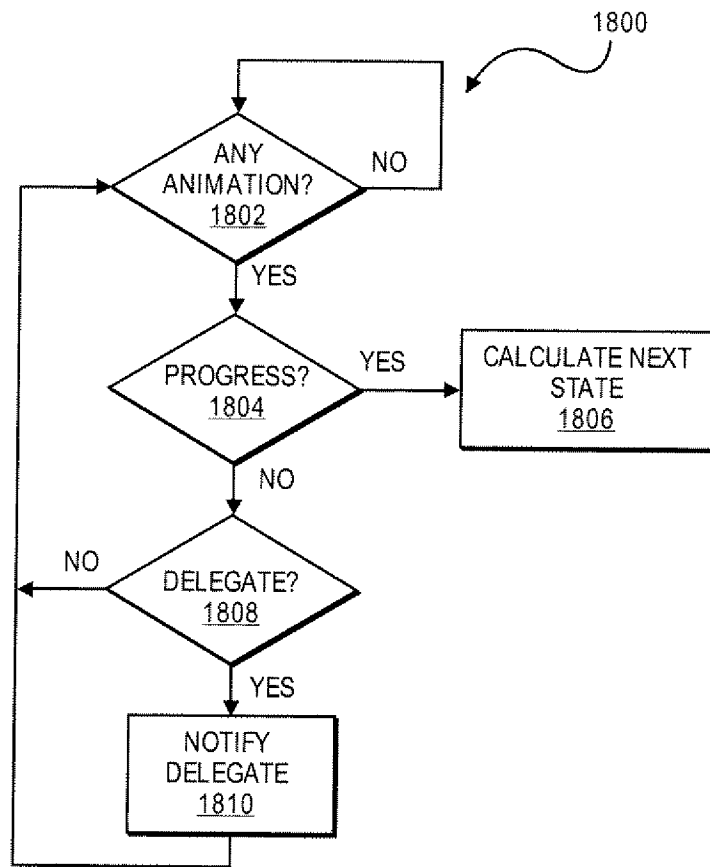 1800
ANY
ANIMATION?
1802
NO
YES
PROGRESS?
1804
YES
CALCULATE NEXT
STATE
1806
NO
DELEGATE?
1808
NO
YES
NOTIFY
DELEGATE
1810